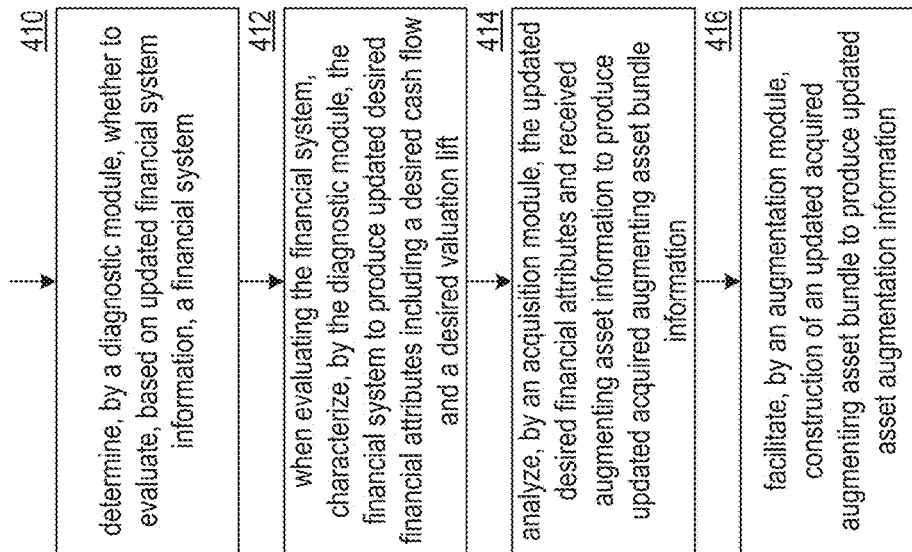 410
determine, by a diagnostic module, whether to
evaluate, based on updated financial system
information, a financial system
412
when evaluating the financial system,
characterize, by the diagnostic module, the
financial system to produce updated desired
financial attributes including a desired cash flow
and a desired valuation lift
414
analyze, by an acquisition module, the updated
desired financial attributes and received
augmenting asset information to produce
updated acquired augmenting asset bundle
information
416
facilitate, by an augmentation module,
construction of an updated acquired
augmenting asset bundle to produce updated
asset augmentation information